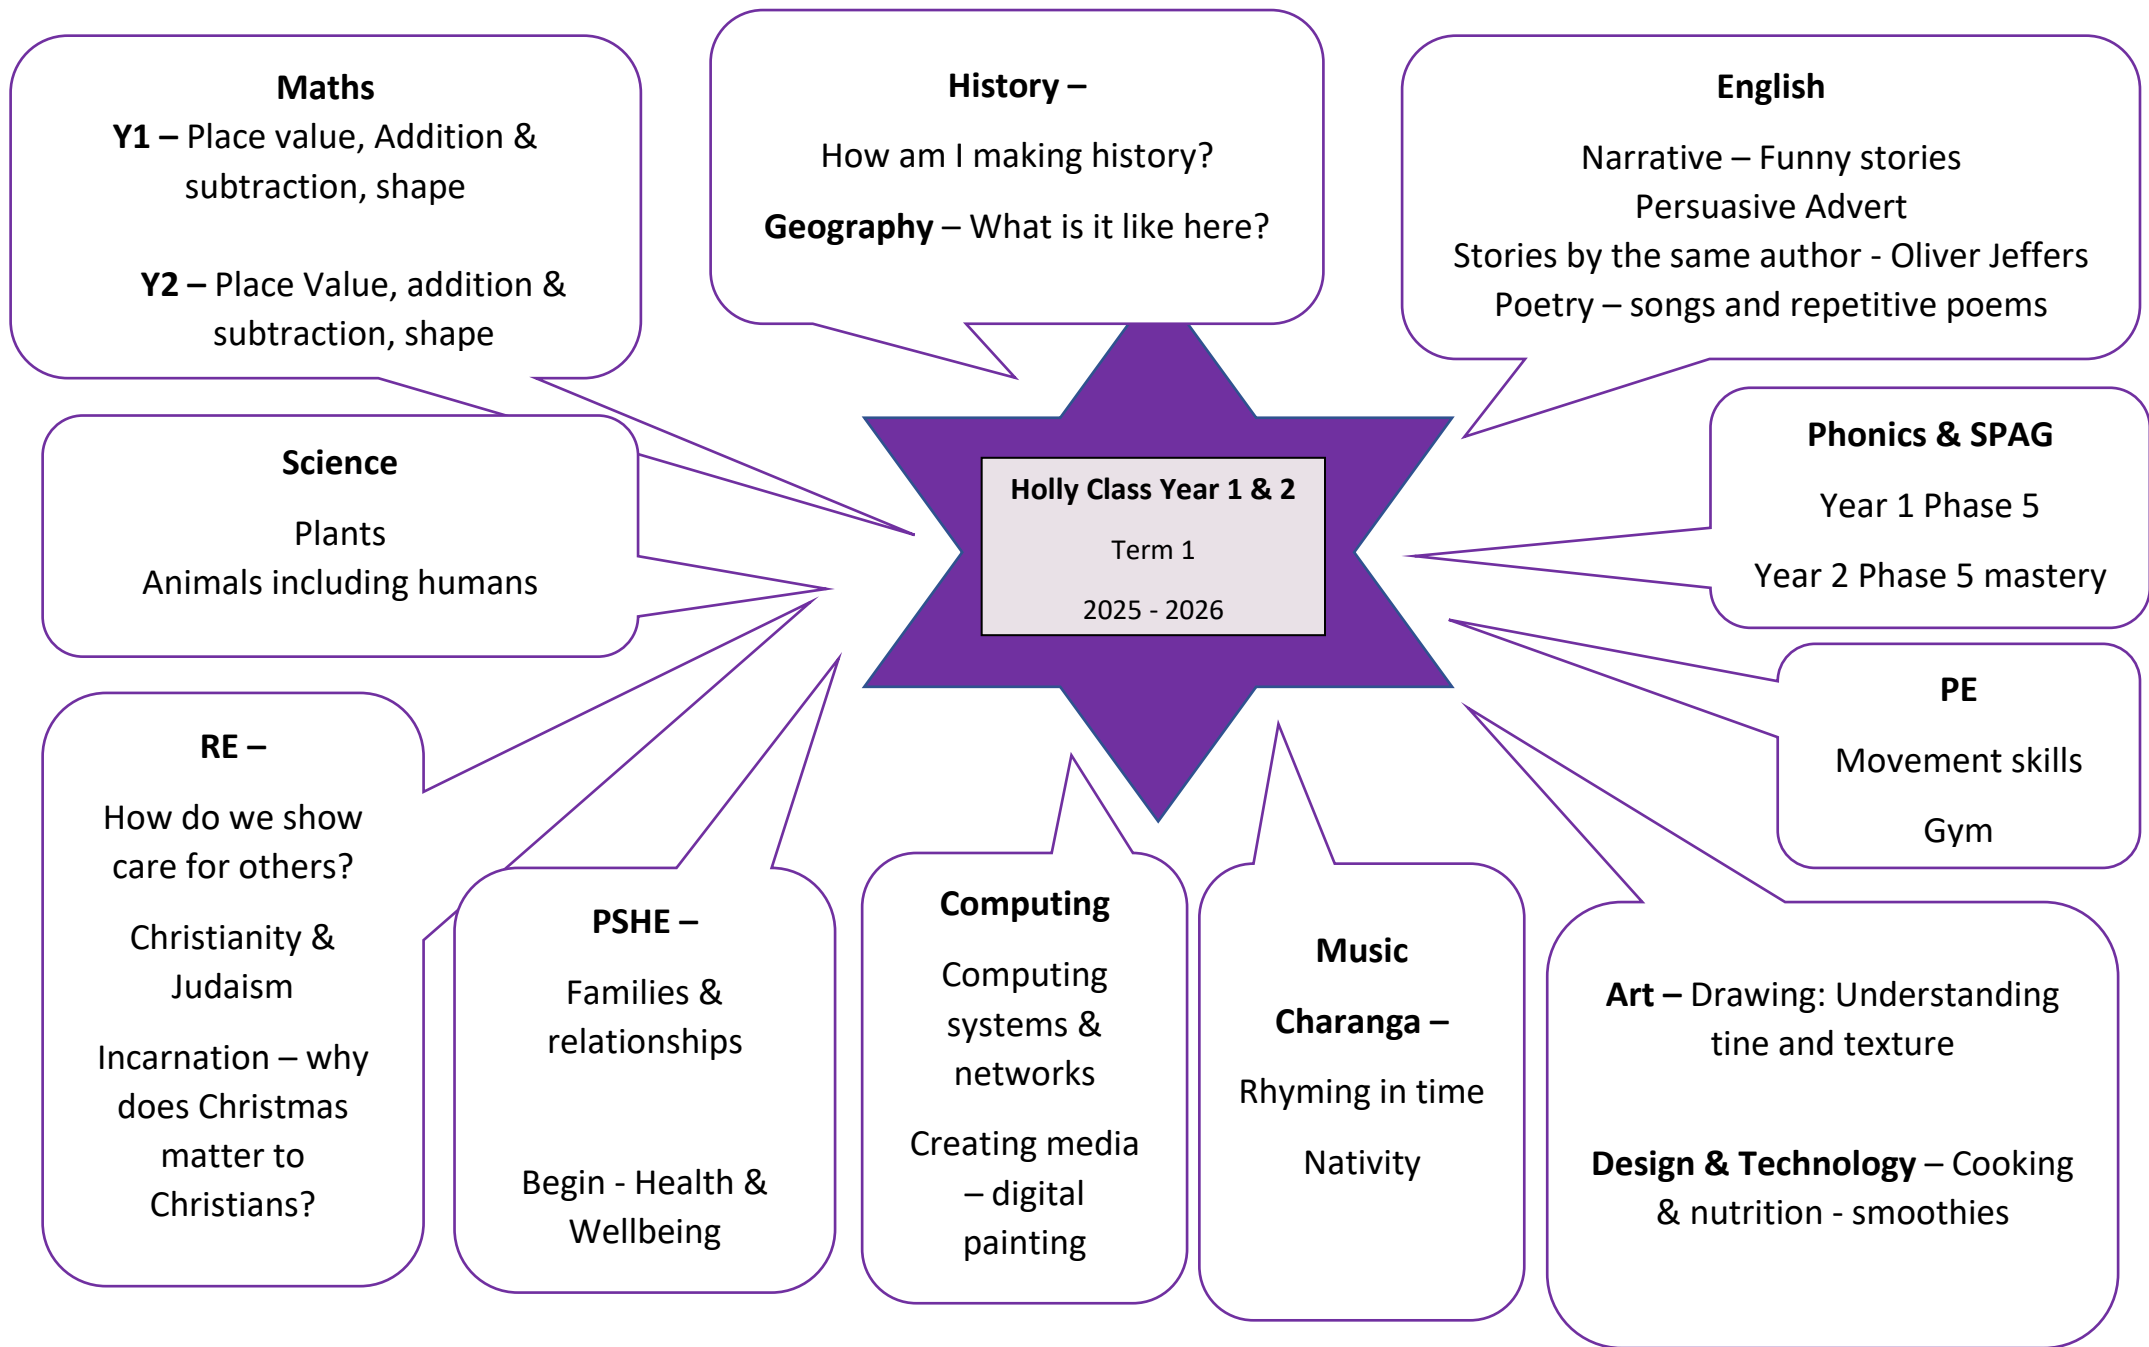 Maths
Y1 – Place value, Addition &
subtraction, shape
Y2 – Place Value, addition &
subtraction, shape
History –
How am I making history?
Geography – What is it like here?
English
Narrative – Funny stories
Persuasive Advert
Stories by the same author - Oliver Jeffers
Poetry – songs and repetitive poems
Science
Plants
Animals including humans
Holly Class Year 1 & 2
Term 1
2025 - 2026
Phonics & SPAG
Year 1 Phase 5
Year 2 Phase 5 mastery
PE
Movement skills
Gym
RE –
How do we show
care for others?
Christianity &
Judaism
Incarnation – why
does Christmas
matter to
Christians?
PSHE –
Families &
relationships
Begin - Health &
Wellbeing
Computing
Computing
systems &
networks
Creating media
– digital
painting
Music
Charanga –
Rhyming in time
Nativity
Art – Drawing: Understanding
tine and texture
Design & Technology – Cooking
& nutrition - smoothies